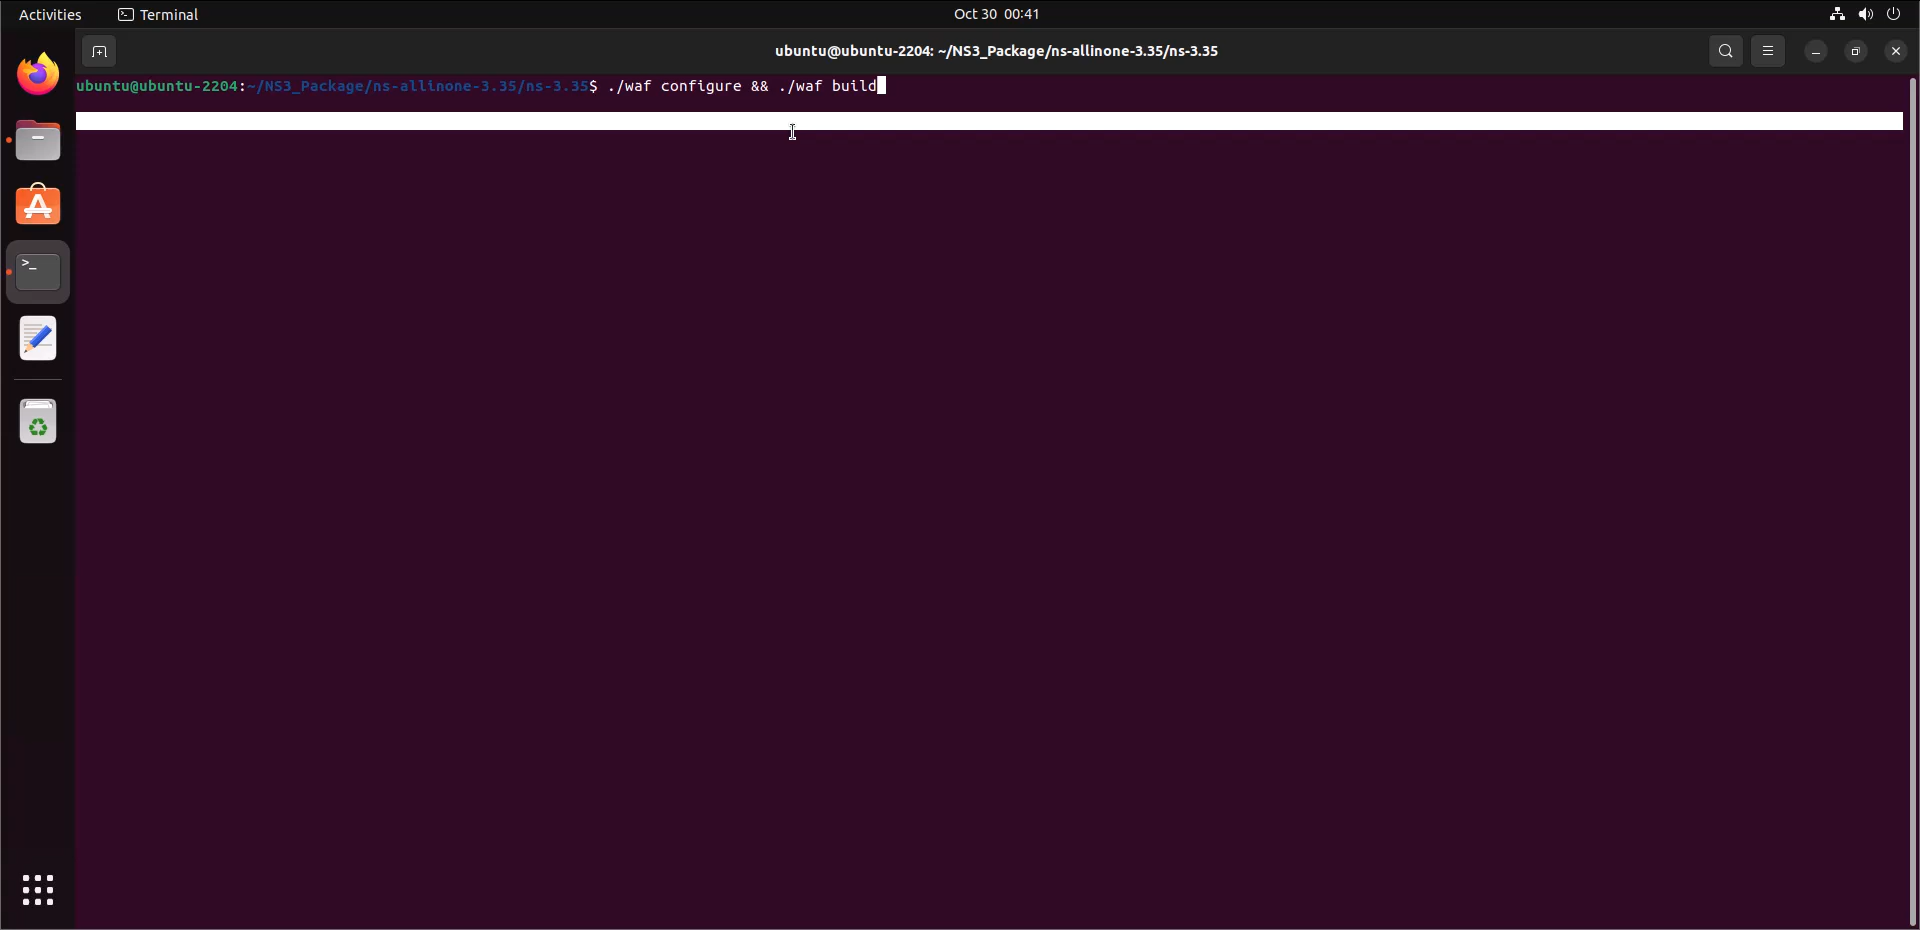 Activities
Terminal
Oct 30 00:41
ubuntu@ubuntu-2204: ~/NS3_Package/ns-allinone-3.35/ns-3.35
ubuntu@ubuntu-2204:~/NS3_Package/ns-allinone-3.35/ns-3.35$ ./waf configure && ./waf build